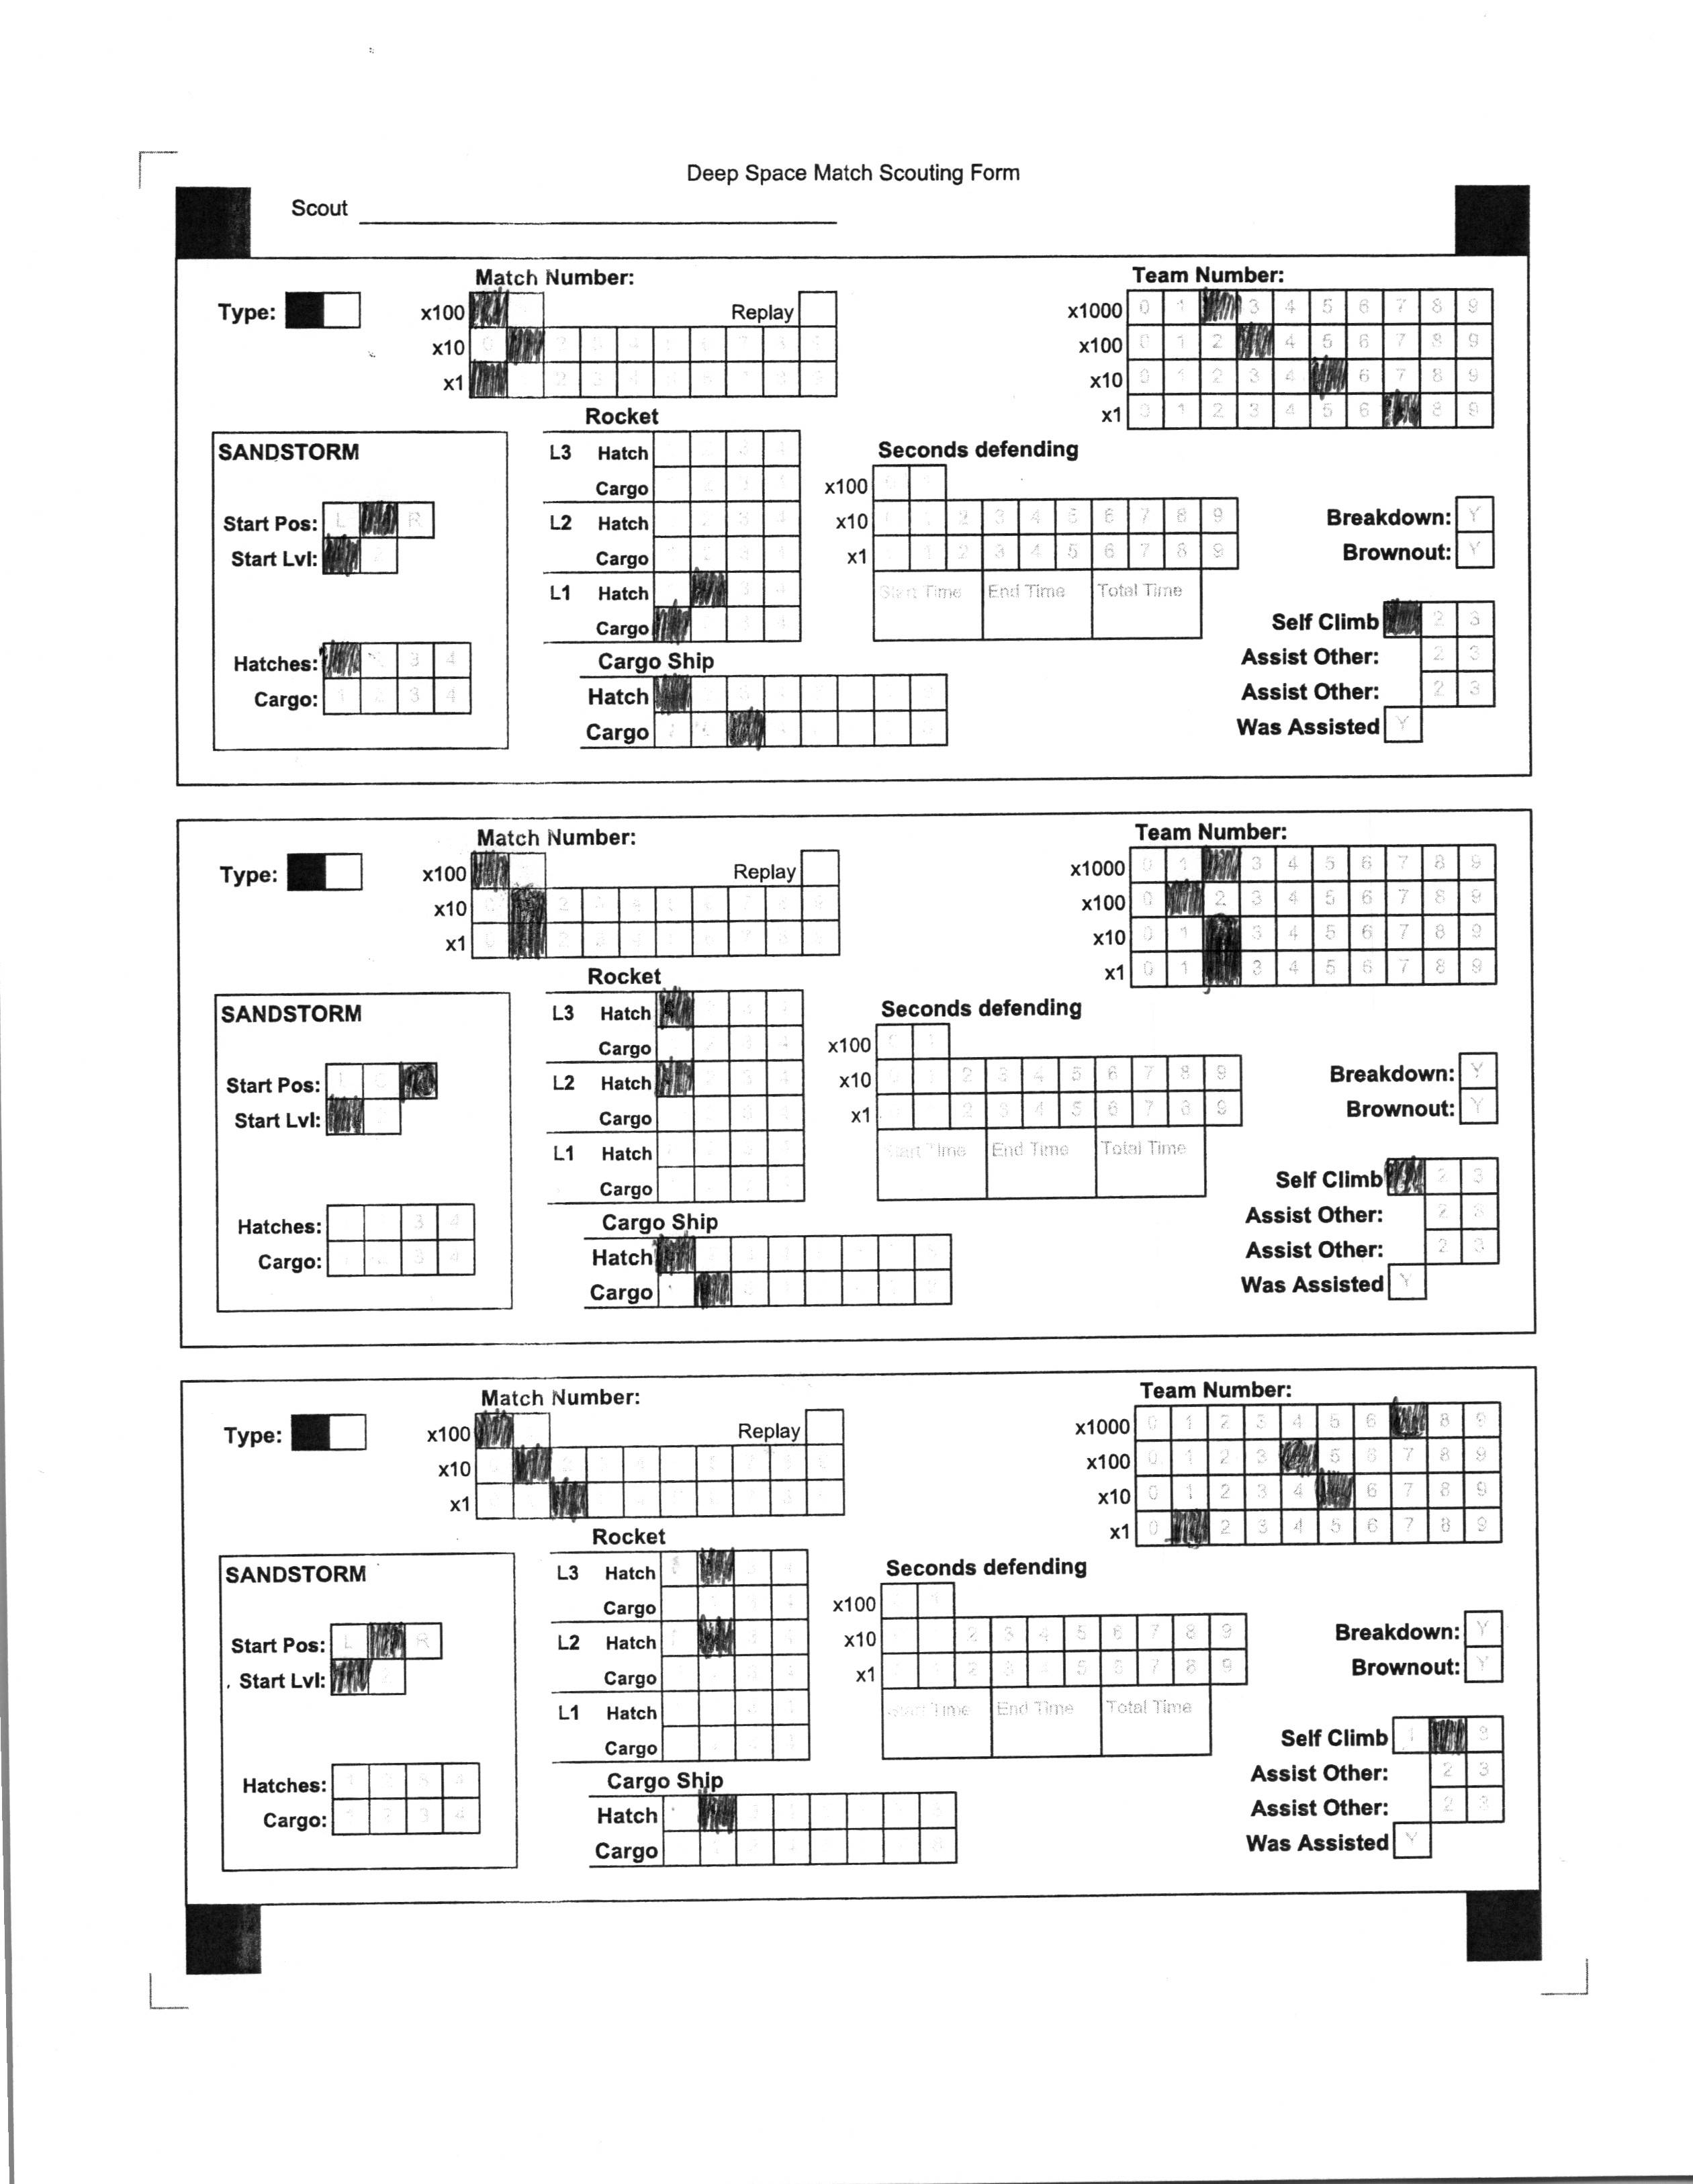 Deep Space Match Scouting Form
Scout
Match Number:
Team Number:
Type:
x100
Replay
x1000 0 1 3 4 5 6 7 8 9
x10 0 2 3 4 5 6 7 8
x100 0 1 2 4 5 6 7 8 9
x1 2 3 4 5 6 7 8 9
x10 0 1 2 3 4 6 7 8 9
x1 0 1 2 3 4 5 6 8 9
Rocket
SANDSTORM
L3 Hatch 3 4
Cargo
Seconds defending
x100
Start Pos: L R
L2 Hatch 2 3 4
x10 2 3 4 5 6 7 8 9
Breakdown: Y
Start Lvl: 2
Cargo
x1 1 2 3 4 5 6 7 8 9
Brownout: Y
L1 Hatch 3 4
Start Time End Time Total Time
Cargo
Self Climb 2 3
Hatches: 3 4
Cargo Ship
Assist Other: 2 3
Cargo: 1 2 3 4
Hatch
Assist Other: 2 3
Cargo
Was Assisted Y
Match Number:
Team Number:
Type:
x100
Replay
x1000 0 1 3 4 5 6 7 8 9
x10 0 2 3 4 5 6 7 8
x100 0 2 3 4 5 6 7 8 9
x1
x10 0 1 3 4 5 6 7 8 9
x1 0 1 3 4 5 6 7 8 9
Rocket
SANDSTORM
L3 Hatch
Cargo
Seconds defending
x100
Start Pos:
L2 Hatch 2 3 4
x10 0 1 2 3 4 5 6 7 8 9
Breakdown: Y
Start Lvl:
Cargo
x1 2 3 4 5 6 7 8 9
Brownout: Y
L1 Hatch
Start Time End Time Total Time
Cargo
Self Climb 2 3
Hatches: 3 4
Cargo Ship
Assist Other: 2 3
Cargo: 3 4
Hatch
Assist Other: 2 3
Cargo
Was Assisted Y
Match Number:
Team Number:
Type:
x100
Replay
x1000 0 1 2 3 4 5 6 8 9
x10
x100 0 1 2 3 5 6 7 8 9
x1
x10 0 1 2 3 4 6 7 8 9
x1 0 2 3 4 5 6 7 8 9
Rocket
SANDSTORM
L3 Hatch
Cargo
Seconds defending
x100
Start Pos: L R
L2 Hatch
x10 2 3 4 5 6 7 8 9
Breakdown: Y
Start Lvl: 2
Cargo
x1 2 3 4 5 6 7 8 9
Brownout: Y
L1 Hatch
Start Time End Time Total Time
Cargo
Self Climb 1 3
Hatches: 1 2 3 4
Cargo Ship
Assist Other: 2 3
Cargo: 1 2 3 4
Hatch
Assist Other: 2 3
Cargo
Was Assisted Y